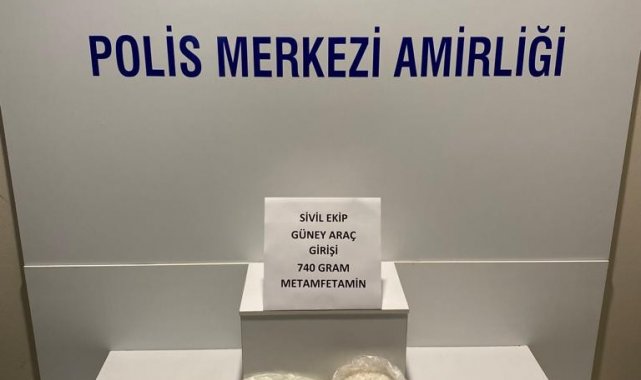 POLİS MERKEZİ AMİRLİĞİ
SİVİL EKİP
GÜNEY ARAÇ
GİRİŞİ
740 GRAM
METAMFETAMİN